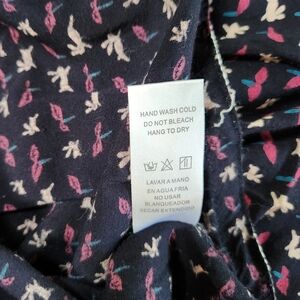 HAND WASH COLD
DO NOT BLEACH
HANG TO DRY
LAVAR A MANO
EN AGUA FRIA
NO USAR
BLANQUEADOR
SECAR EXTENDIDO